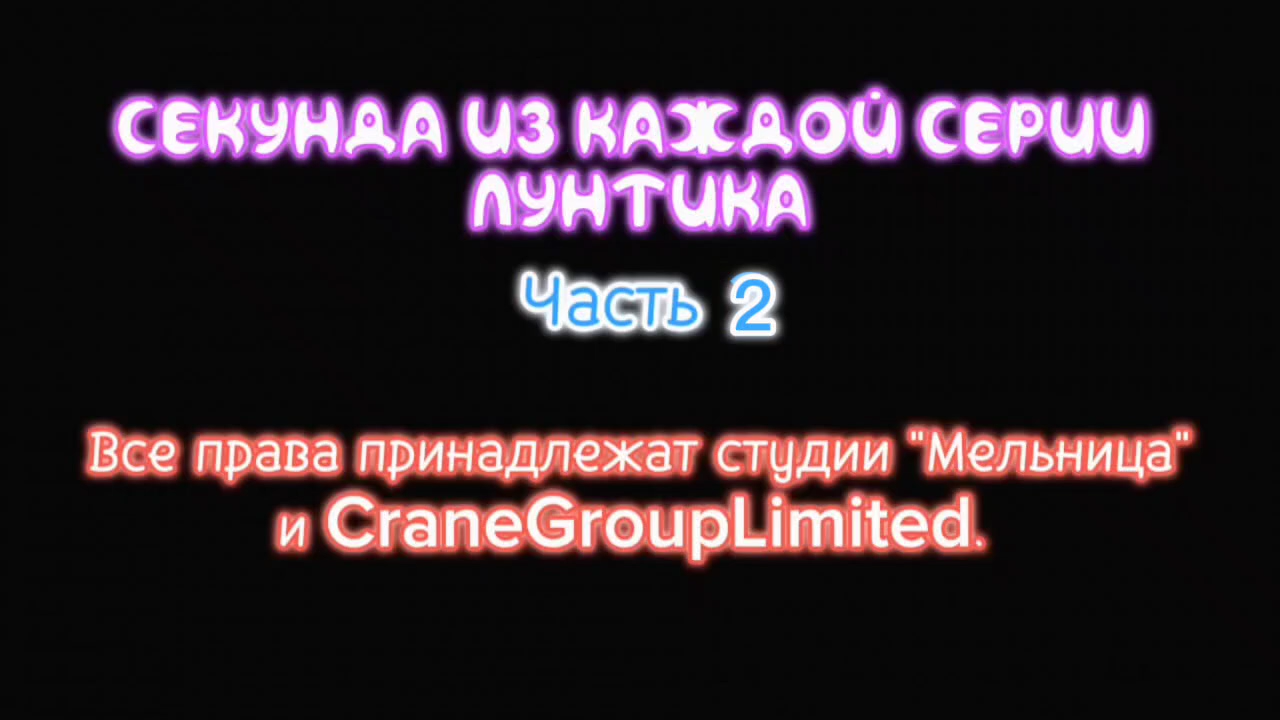 СЕКУНДА ИЗ КАЖДОЙ СЕРИИ
ЛУНТИКА
Часть 2
Все права принадлежат студии "Мельница"
и CraneGroupLimited.